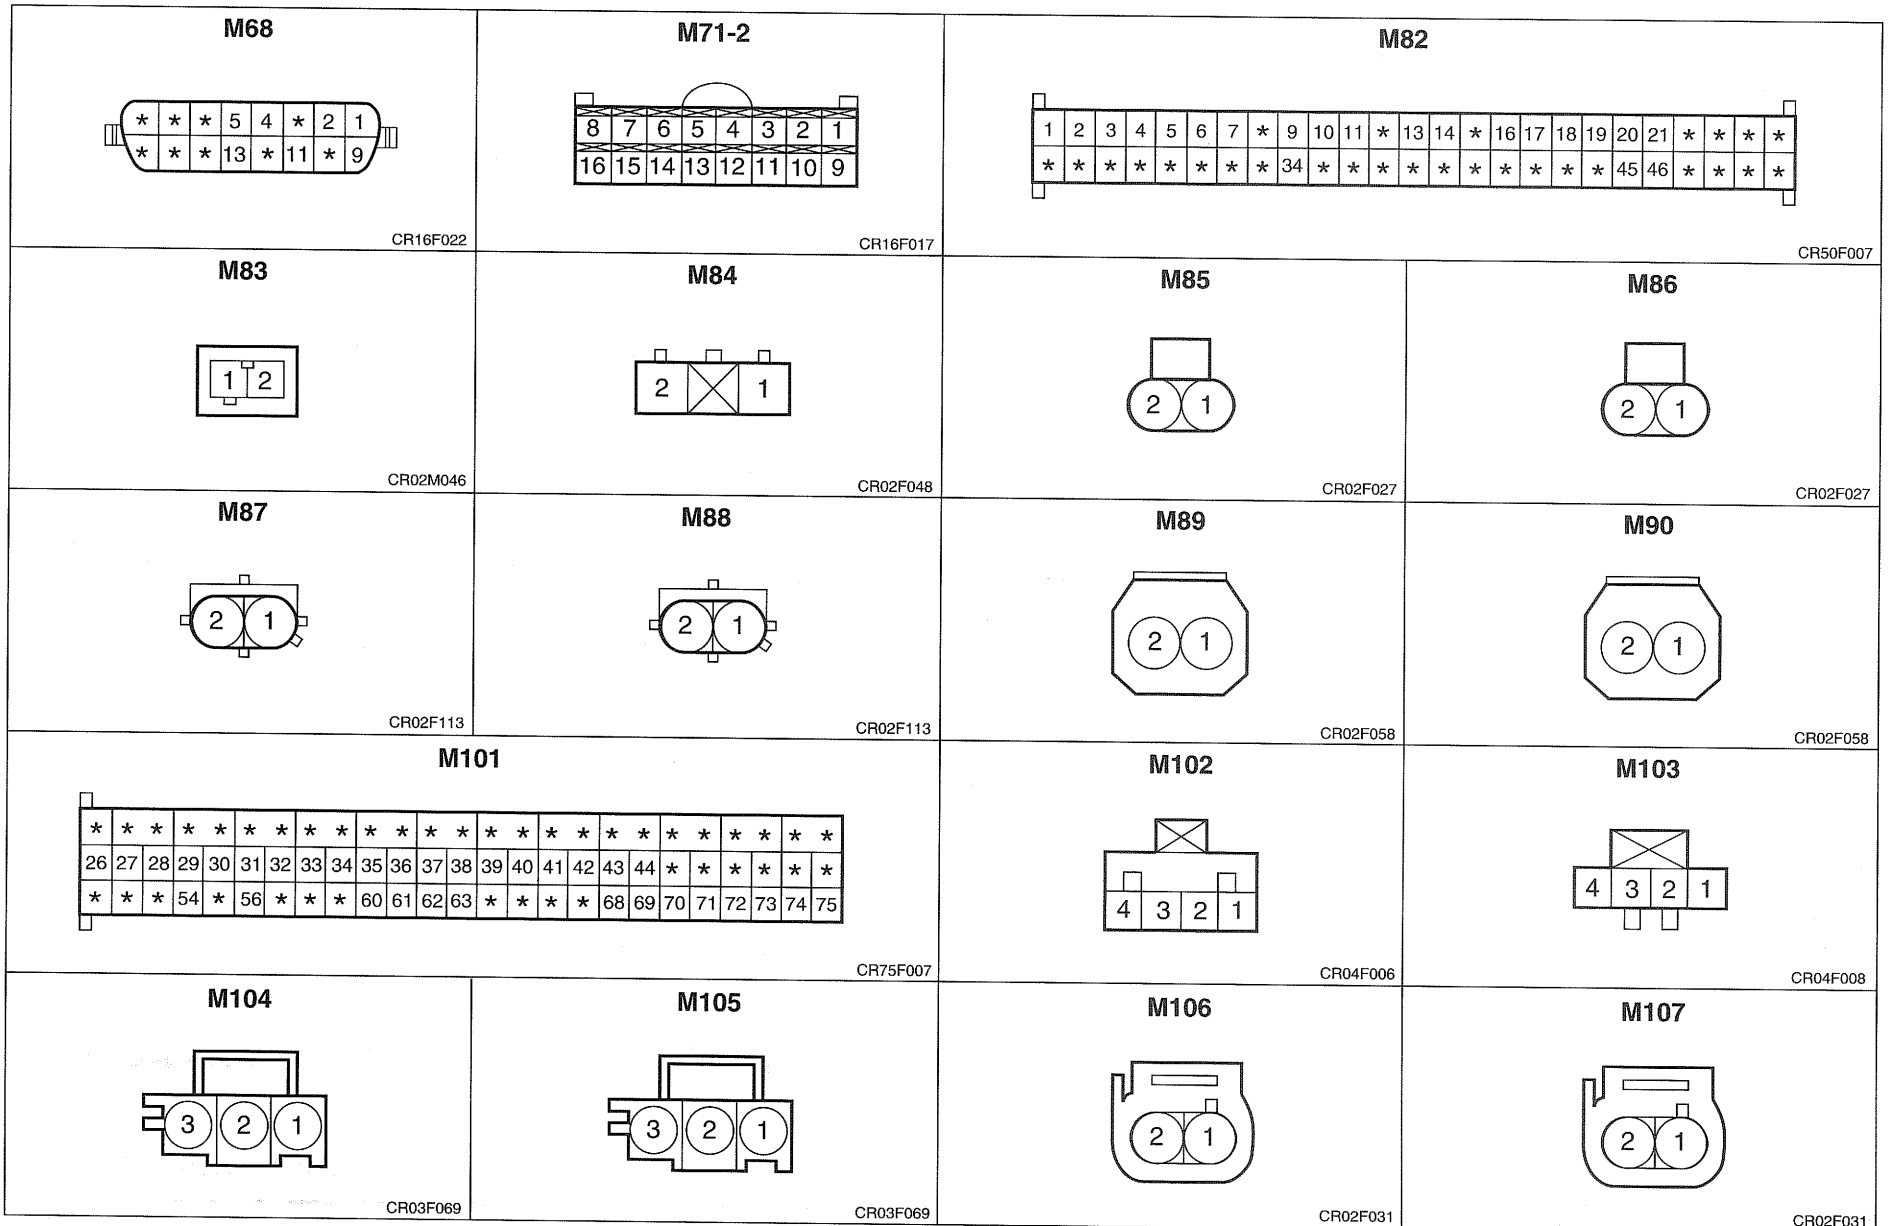 M68
* * * 5 4 * 2 1
* * * 13 * 11 * 9
CR16F022
M71-2
8 7 6 5 4 3 2 1
16 15 14 13 12 11 10 9
CR16F017
M82
1 2 3 4 5 6 7 * 9 10 11 * 13 14 * 16 17 18 19 20 21 * * * *
* * * * * * * * 34 * * * * * * * * * * 45 46 * * * *
CR50F007
M83
1 2
CR02M046
M84
2 1
CR02F048
M85
2 1
CR02F027
M86
2 1
CR02F027
M87
2 1
CR02F113
M88
2 1
CR02F113
M89
2 1
CR02F058
M90
2 1
CR02F058
M101
* * * * * * * * * * * * * * * * * * * * * * * * *
26 27 28 29 30 31 32 33 34 35 36 37 38 39 40 41 42 43 44 * * * * * *
* * * 54 * 56 * * * 60 61 62 63 * * * * 68 69 70 71 72 73 74 75
CR75F007
M102
4 3 2 1
CR04F006
M103
4 3 2 1
CR04F008
M104
3 2 1
CR03F069
M105
3 2 1
CR03F069
M106
2 1
CR02F031
M107
2 1
CR02F031